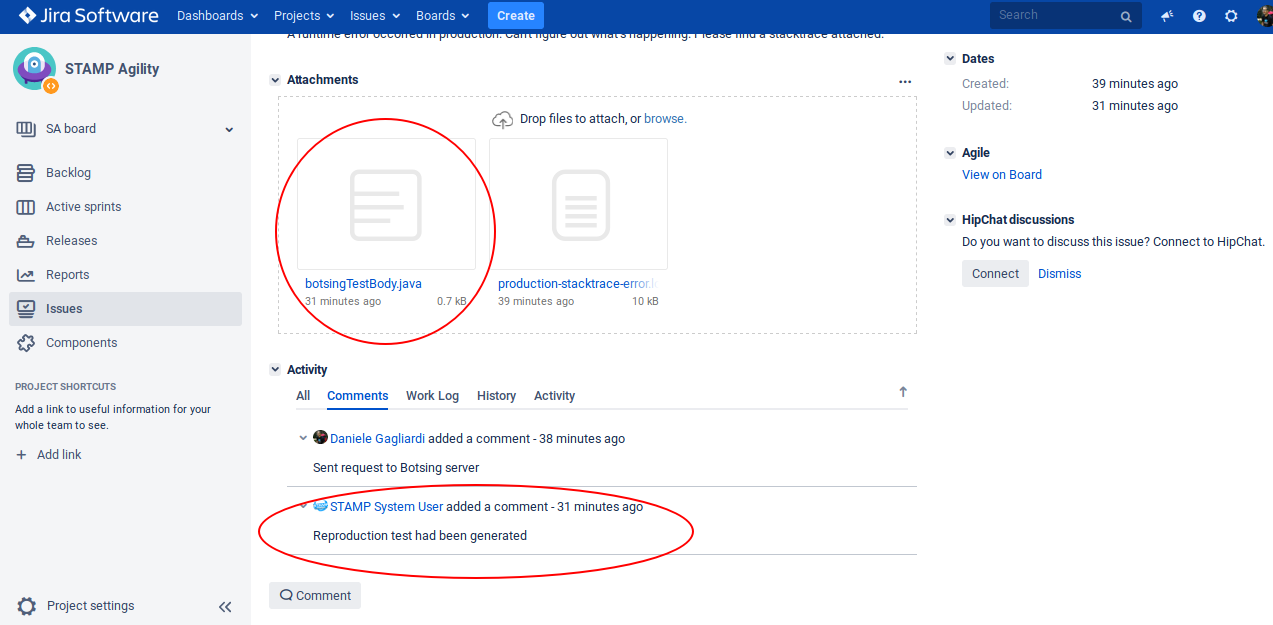 Jira Software Dashboards Projects Issues Boards Create Search
STAMP Agility
SA board
Backlog
Active sprints
Releases
Reports
Issues
Components
PROJECT SHORTCUTS
Add a link to useful information for your
whole team to see.
+ Add link
Project settings
A runtime error occorred in production. Can't figure out what's happening. Please find a stacktrace attached.
Attachments
Drop files to attach, or browse.
botsingTestBody.java
31 minutes ago 0.7 kB
production-stacktrace-error.lo
39 minutes ago 10 kB
Activity
All Comments Work Log History Activity
Daniele Gagliardi added a comment - 38 minutes ago
Sent request to Botsing server
STAMP System User added a comment - 31 minutes ago
Reproduction test had been generated
Comment
Dates
Created: 39 minutes ago
Updated: 31 minutes ago
Agile
View on Board
HipChat discussions
Do you want to discuss this issue? Connect to HipChat.
Connect Dismiss